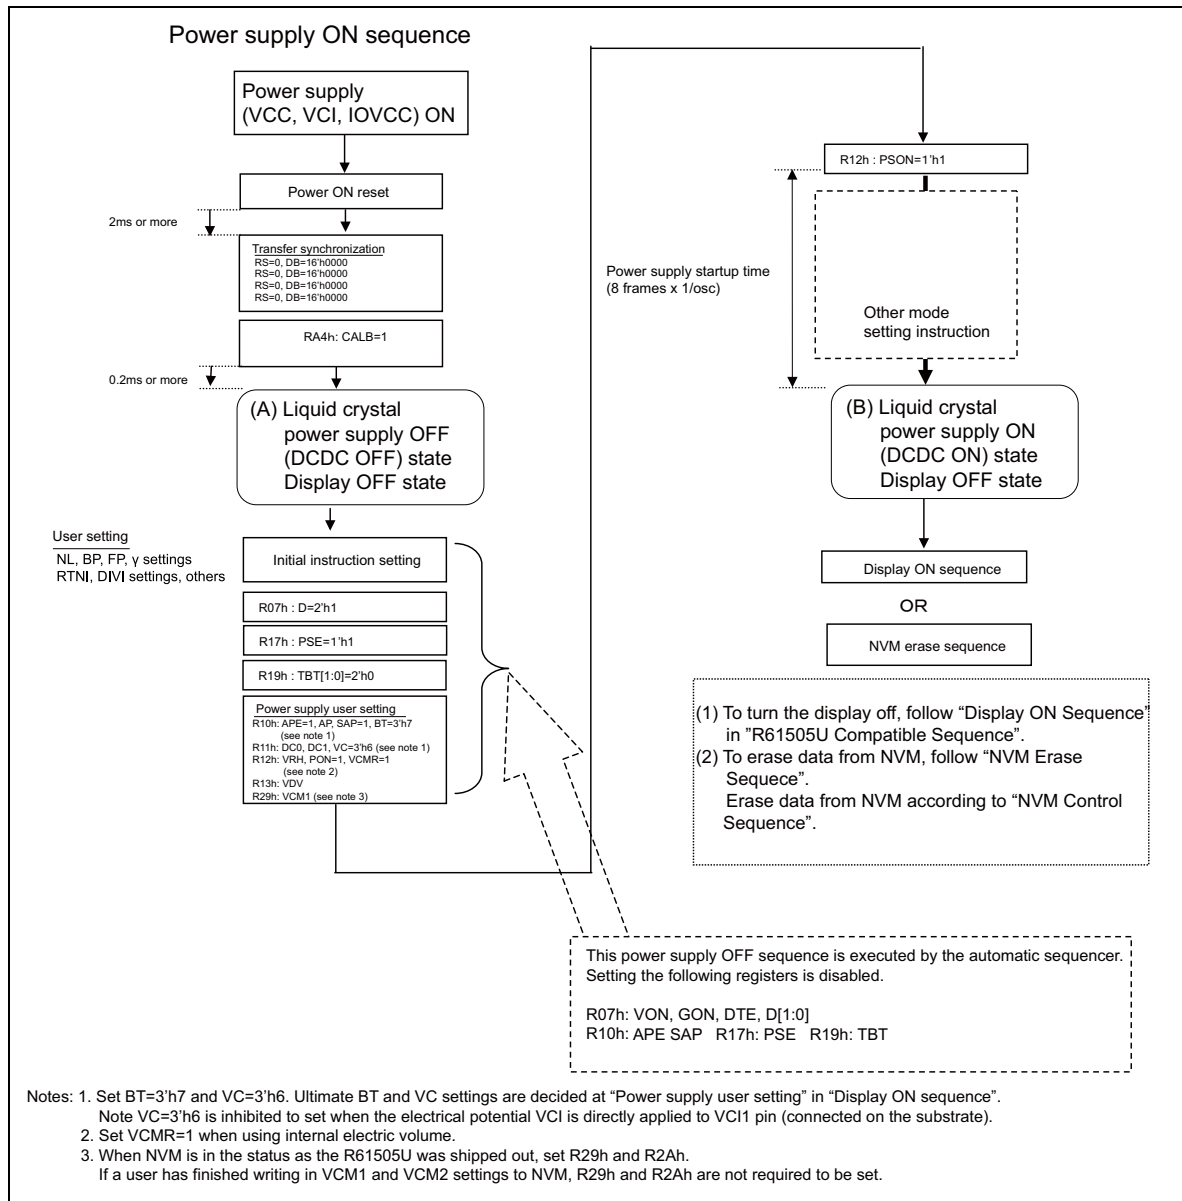 Power supply ON sequence
Power supply
(VCC, VCI, IOVCC) ON
Power ON reset
2ms or more
Transfer synchronization
RS=0, DB=16'h0000
RS=0, DB=16'h0000
RS=0, DB=16'h0000
RS=0, DB=16'h0000
RA4h: CALB=1
0.2ms or more
(A) Liquid crystal
power supply OFF
(DCDC OFF) state
Display OFF state
User setting
NL, BP, FP, γ settings
RTNI, DIVI settings, others
Initial instruction setting
R07h : D=2'h1
R17h : PSE=1'h1
R19h : TBT[1:0]=2'h0
Power supply user setting
R10h: APE=1, AP, SAP=1, BT=3'h7
(see note 1)
R11h: DC0, DC1, VC=3'h6 (see note 1)
R12h: VRH, PON=1, VCMR=1
(see note 2)
R13h: VDV
R29h: VCM1 (see note 3)
R12h : PSON=1'h1
Power supply startup time
(8 frames x 1/osc)
Other mode
setting instruction
(B) Liquid crystal
power supply ON
(DCDC ON) state
Display OFF state
Display ON sequence
OR
NVM erase sequence
(1) To turn the display off, follow “Display ON Sequence”
in ”R61505U Compatible Sequence”.
(2) To erase data from NVM, follow “NVM Erase
Sequece”.
Erase data from NVM according to “NVM Control
Sequence”.
This power supply OFF sequence is executed by the automatic sequencer.
Setting the following registers is disabled.
R07h: VON, GON, DTE, D[1:0]
R10h: APE SAP R17h: PSE R19h: TBT
Notes: 1. Set BT=3'h7 and VC=3'h6. Ultimate BT and VC settings are decided at “Power supply user setting” in “Display ON sequence”.
Note VC=3'h6 is inhibited to set when the electrical potential VCI is directly applied to VCI1 pin (connected on the substrate).
2. Set VCMR=1 when using internal electric volume.
3. When NVM is in the status as the R61505U was shipped out, set R29h and R2Ah.
If a user has finished writing in VCM1 and VCM2 settings to NVM, R29h and R2Ah are not required to be set.